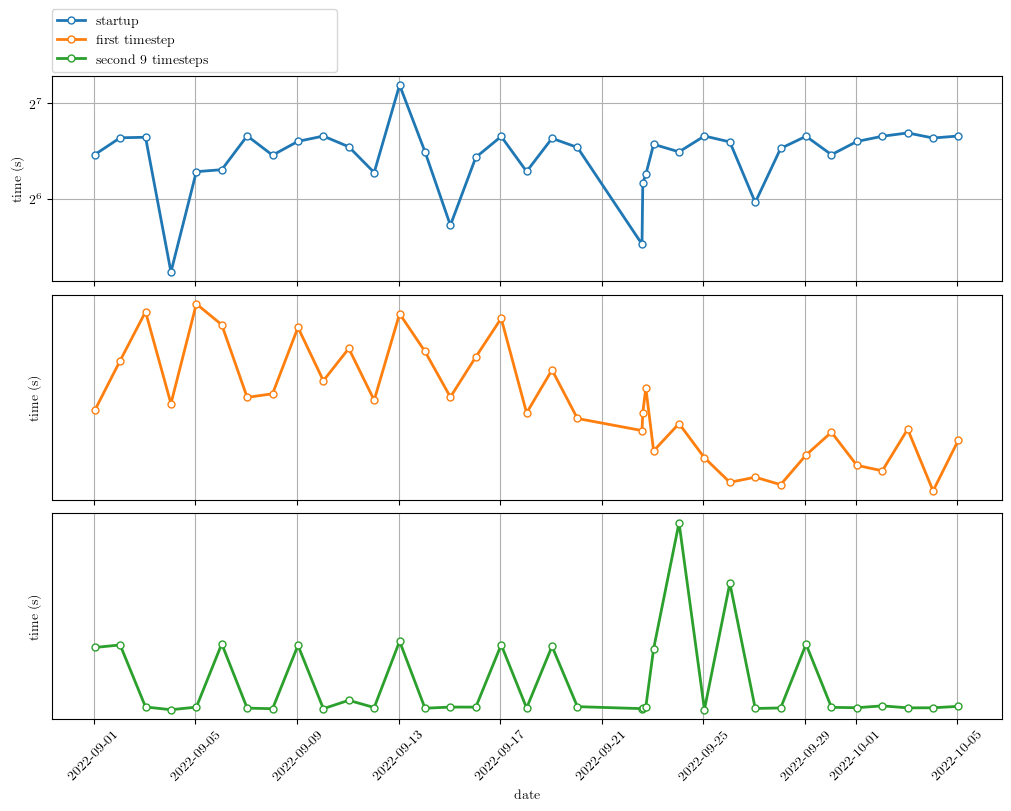 startup
first timestep
second 9 timesteps
2^7
2^6
time (s)
time (s)
time (s)
2022-09-01
2022-09-05
2022-09-09
2022-09-13
2022-09-17
2022-09-21
2022-09-25
2022-09-29
2022-10-01
2022-10-05
date